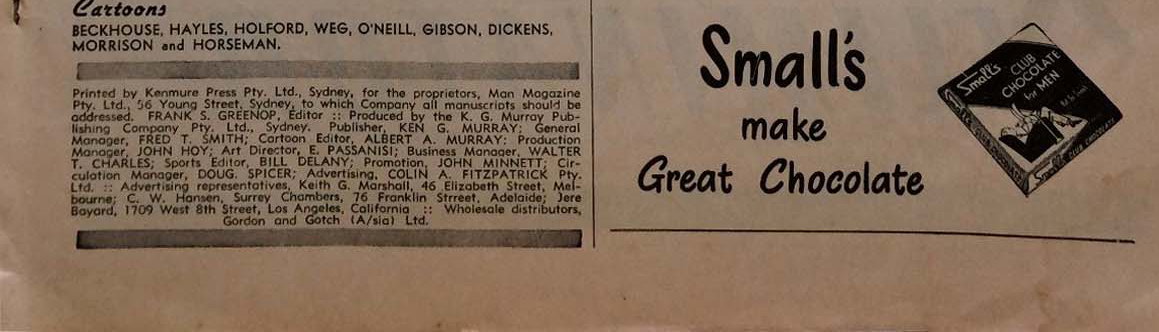 Cartoons
BECKHOUSE, HAYLES, HOLFORD, WEG, O'NEILL, GIBSON, DICKENS,
MORRISON and HORSEMAN.
Printed by Kenmure Press Pty. Ltd., Sydney, for the proprietors, Man Magazine
Pty. Ltd., 56 Young Street, Sydney, to which Company all manuscripts should be
addressed. FRANK S. GREENOP, Editor :: Produced by the K. G. Murray Pub-
lishing Company Pty. Ltd., Sydney. Publisher, KEN G. MURRAY; General
Manager, FRED T. SMITH; Cartoon Editor, ALBERT A. MURRAY; Production
Manager, JOHN HOY; Art Director, E. PASSANISI; Business Manager, WALTER
T. CHARLES; Sports Editor, BILL DELANY; Promotion, JOHN MINNETT; Cir-
culation Manager, DOUG. SPICER; Advertising, COLIN A. FITZPATRICK Pty.
Ltd. :: Advertising representatives, Keith G. Marshall, 46 Elizabeth Street, Mel-
bourne; C. W. Hansen, Surrey Chambers, 76 Franklin Strreet, Adelaide; Jere
Bayard, 1709 West 8th Street, Los Angeles, California :: Wholesale distributors,
Gordon and Gotch (A/sia) Ltd.
Small's
make
Great Chocolate
Small's
CLUB
CHOCOLATE
for MEN
Small's CLUB CHOCOLATE